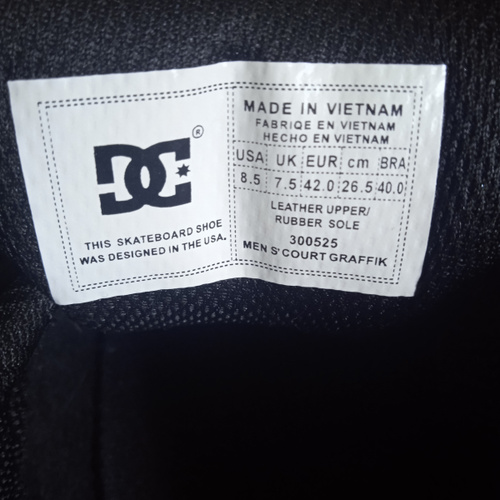 DC®
THIS SKATEBOARD SHOE
WAS DESIGNED IN THE USA.
MADE IN VIETNAM
FABRIQE EN VIETNAM
HECHO EN VIETNAM
USA UK EUR cm BRA
8.5 7.5 42.0 26.5 40.0
LEATHER UPPER/
RUBBER SOLE
300525
MEN S' COURT GRAFFIK